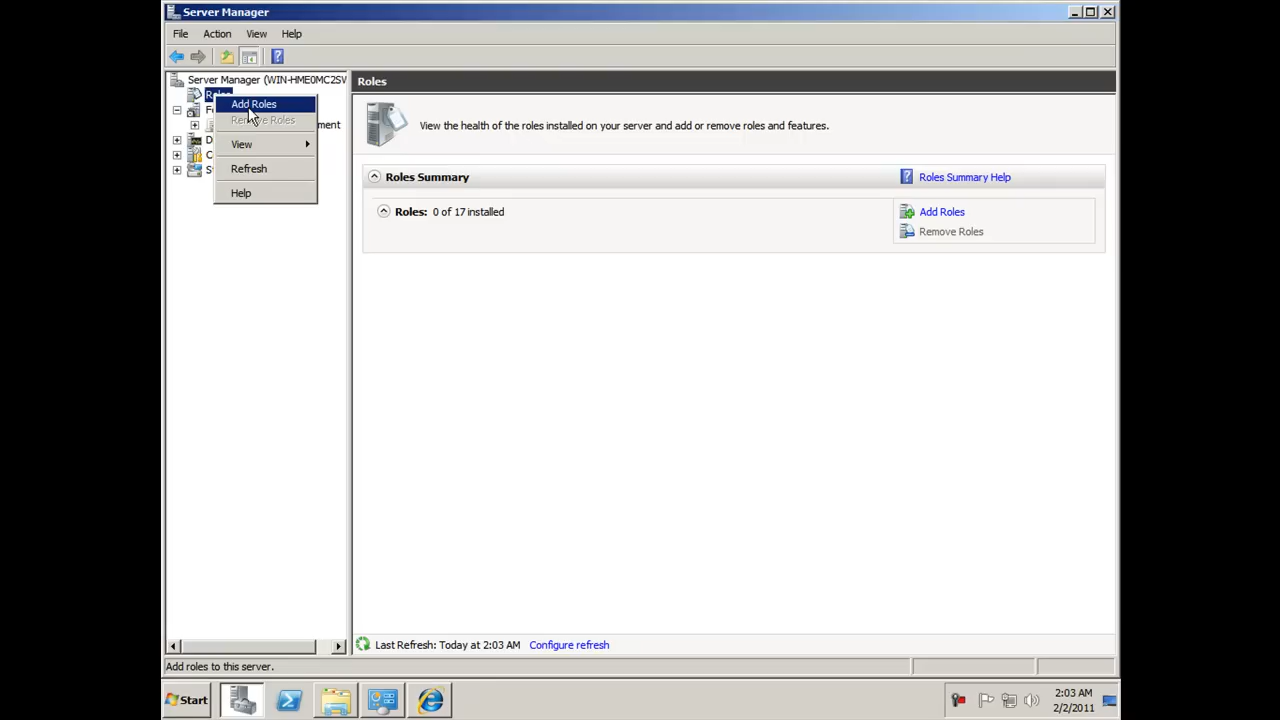 Server Manager
File Action View Help
Server Manager (WIN-HME0MC2SV
Roles
Roles
Add Roles
Remove Roles
ment
View
Refresh
Help
View the health of the roles installed on your server and add or remove roles and features.
Roles Summary
Roles Summary Help
Roles: 0 of 17 installed
Add Roles
Remove Roles
Last Refresh: Today at 2:03 AM Configure refresh
Add roles to this server.
Start
2:03 AM
2/2/2011